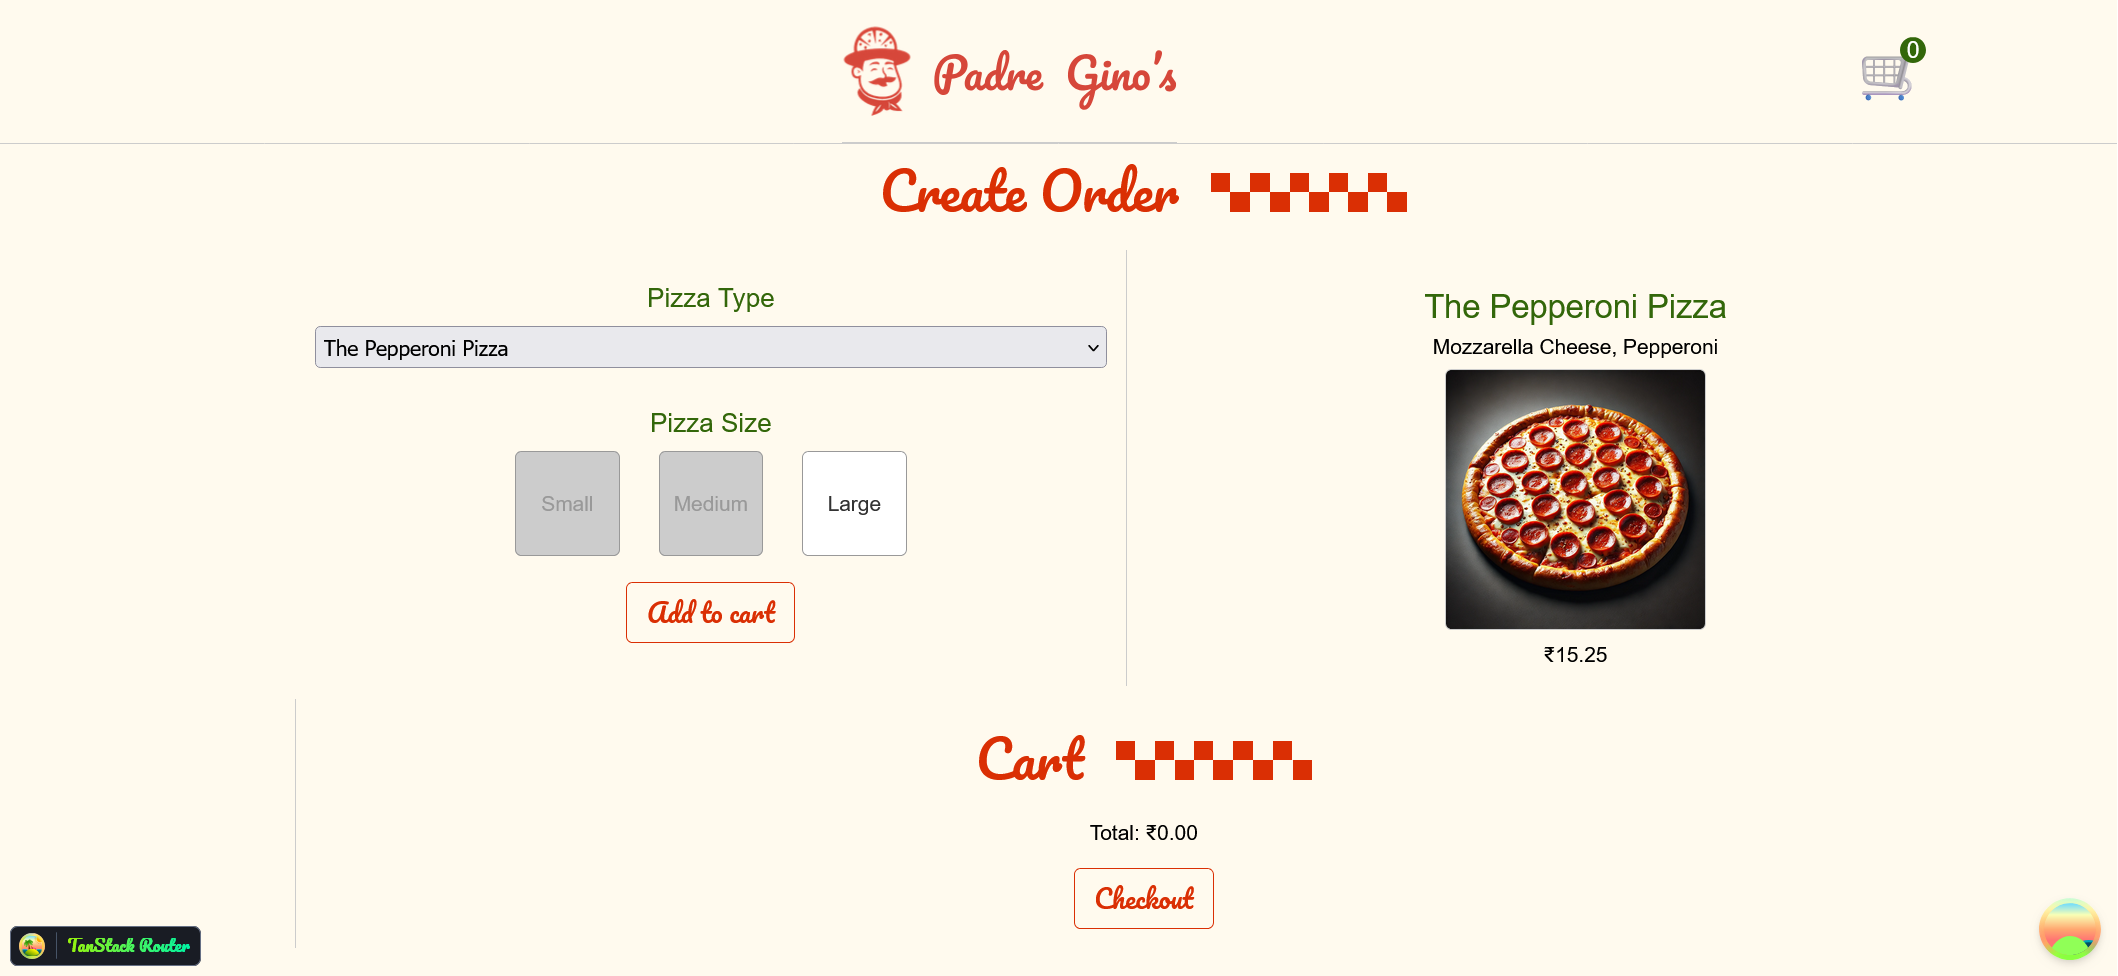 Padre Gino's
0
Create Order
Pizza Type
The Pepperoni Pizza
Pizza Size
Small
Medium
Large
Add to cart
The Pepperoni Pizza
Mozzarella Cheese, Pepperoni
₹15.25
Cart
Total: ₹0.00
Checkout
TanStack Router